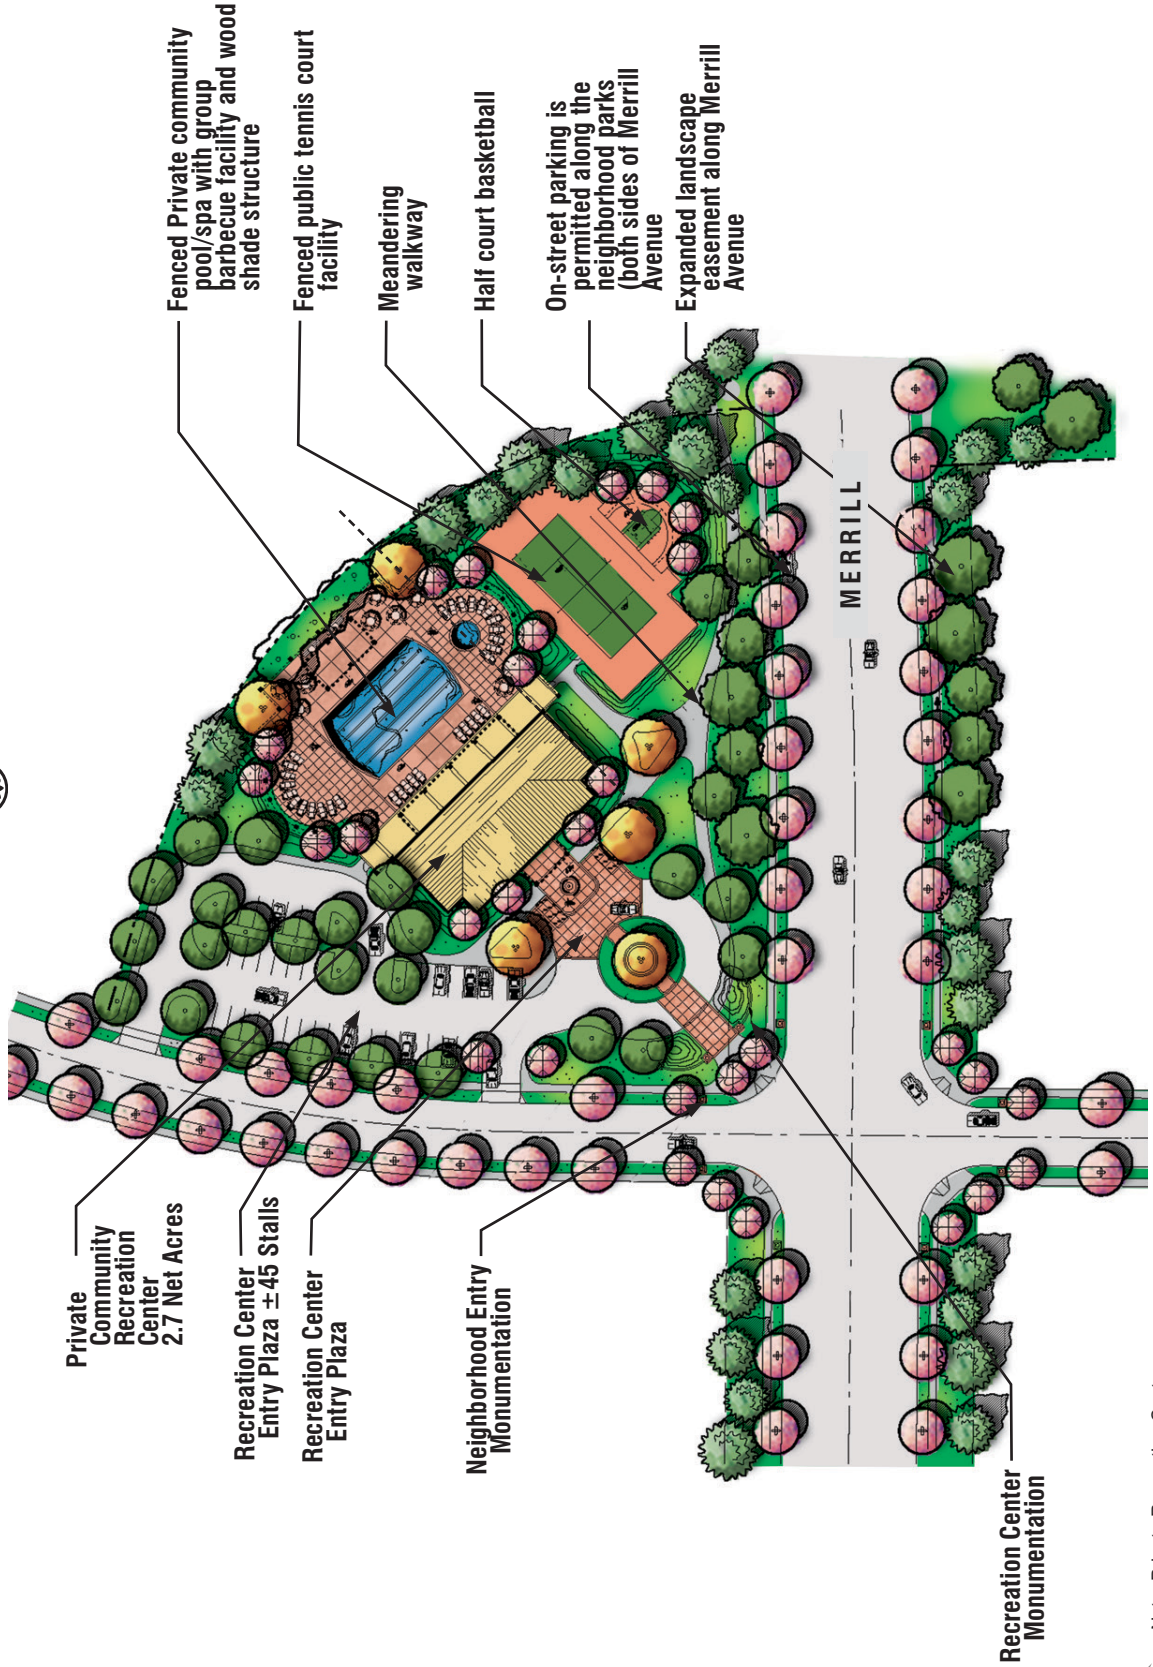 Fenced Private community
pool/spa with group
barbecue facility and wood
shade structure
Fenced public tennis court
facility
Meandering
walkway
Half court basketball
On-street parking is
permitted along the
neighborhood parks
(both sides of Merrill
Avenue
Expanded landscape
easement along Merrill
Avenue
MERRILL
Private
Community
Recreation
Center
2.7 Net Acres
Recreation Center
Entry Plaza ±45 Stalls
Recreation Center
Entry Plaza
Neighborhood Entry
Monumentation
Recreation Center
Monumentation